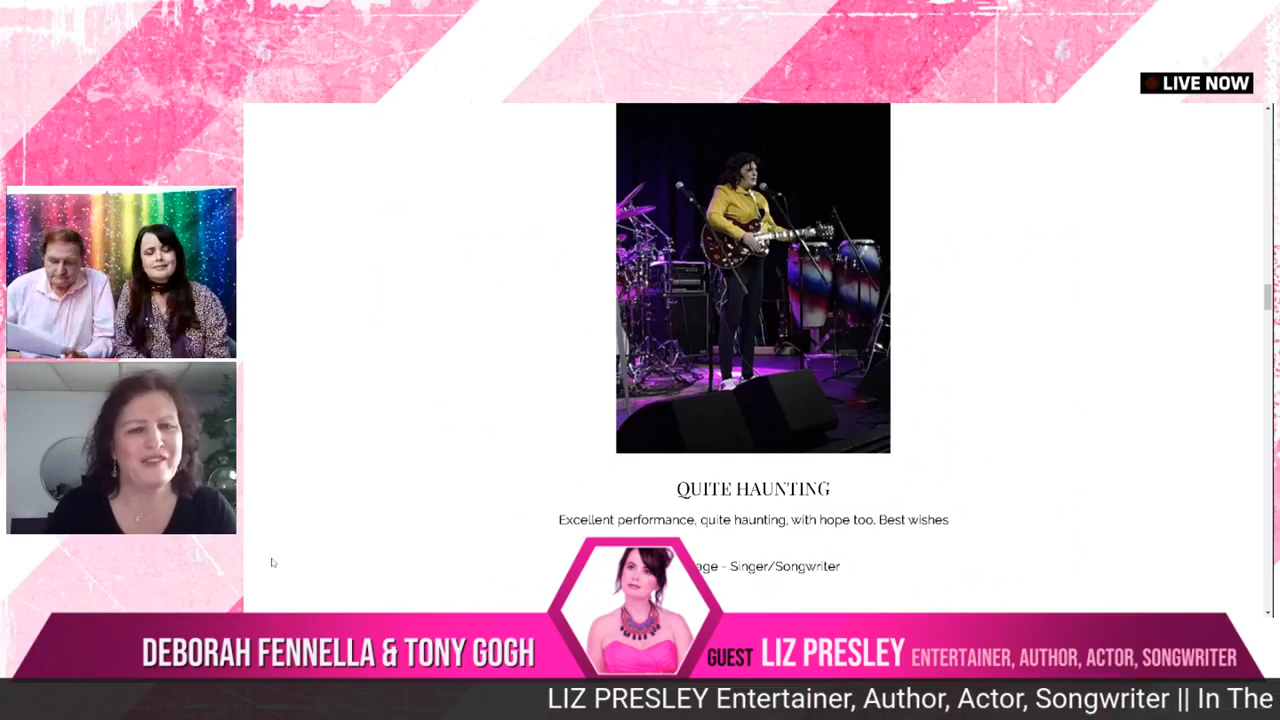 LIVE NOW
QUITE HAUNTING
Excellent performance, quite haunting, with hope too. Best wishes
- Singer/Songwriter
DEBORAH FENNELLA & TONY GOGH
GUEST LIZ PRESLEY ENTERTAINER, AUTHOR, ACTOR, SONGWRITER
LIZ PRESLEY Entertainer, Author, Actor, Songwriter || In The